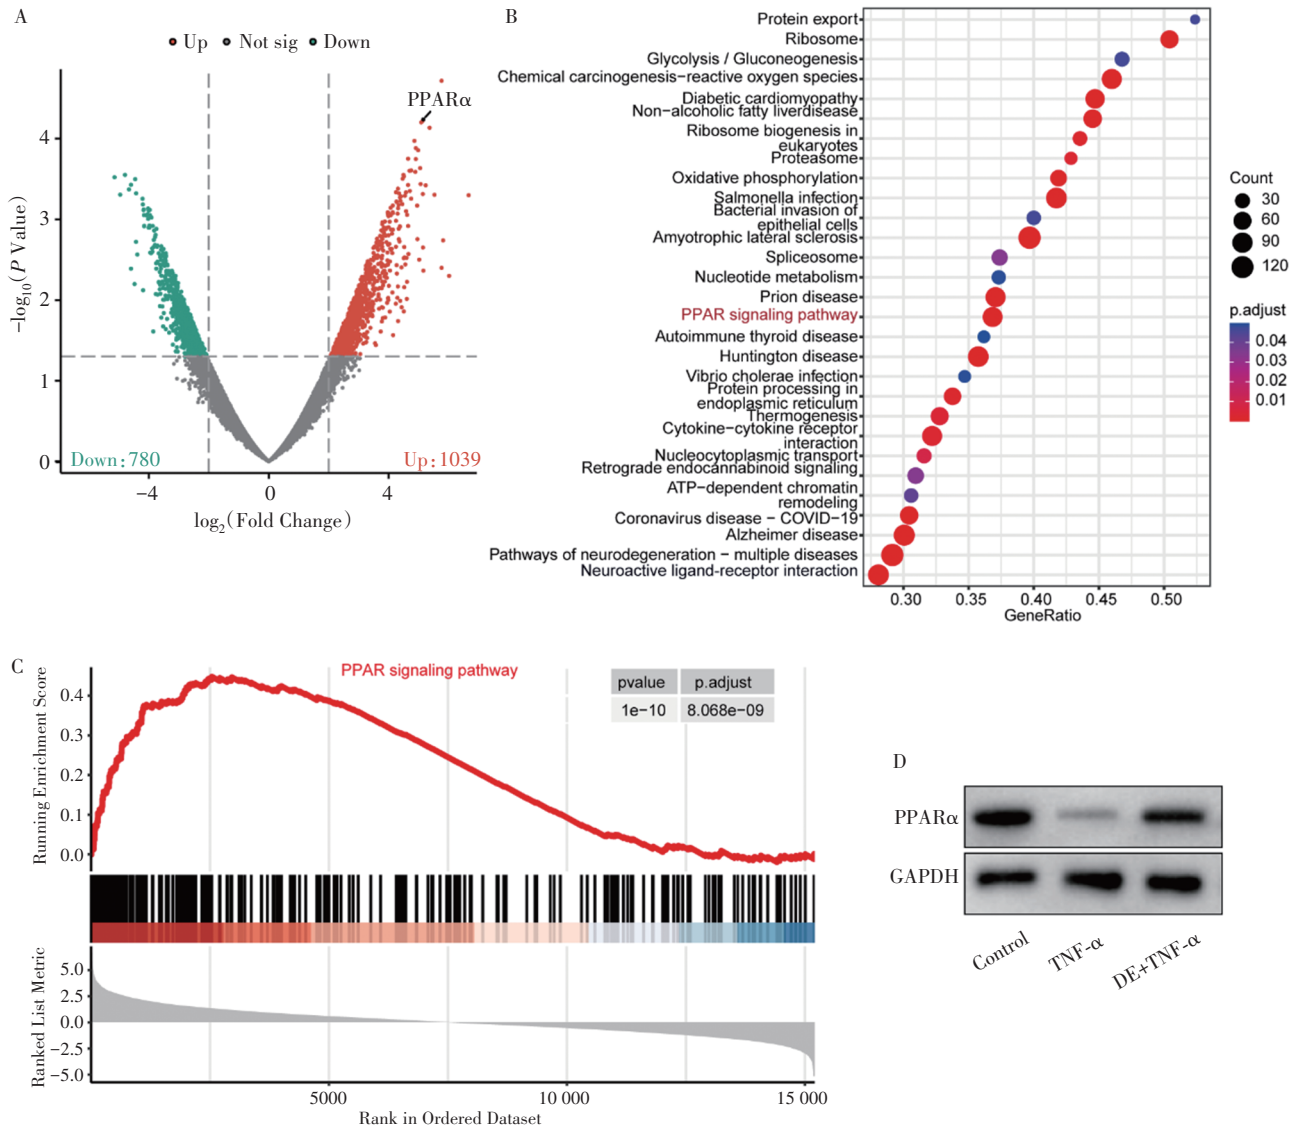 A
Up Not sig Down
PPARα
4
3
2
1
0
−log10(P Value)
Down:780
Up:1039
−4 0 4
log2(Fold Change)
B
Protein export
Ribosome
Glycolysis / Gluconeogenesis
Chemical carcinogenesis−reactive oxygen species
Diabetic cardiomyopathy
Non−alcoholic fatty liverdisease
Ribosome biogenesis in
eukaryotes
Proteasome
Oxidative phosphorylation
Salmonella infection
Bacterial invasion of
epithelial cells
Amyotrophic lateral sclerosis
Spliceosome
Nucleotide metabolism
Prion disease
PPAR signaling pathway
Autoimmune thyroid disease
Huntington disease
Vibrio cholerae infection
Protein processing in
endoplasmic reticulum
Thermogenesis
Cytokine−cytokine receptor
interaction
Nucleocytoplasmic transport
Retrograde endocannabinoid signaling
ATP−dependent chromatin
remodeling
Coronavirus disease − COVID−19
Alzheimer disease
Pathways of neurodegeneration − multiple diseases
Neuroactive ligand-receptor interaction
0.30 0.35 0.40 0.45 0.50
GeneRatio
Count
30
60
90
120
p.adjust
0.04
0.03
0.02
0.01
C
PPAR signaling pathway
pvalue p.adjust
1e−10 8.068e−09
Running Enrichment Score
0.4
0.3
0.2
0.1
0.0
Ranked List Metric
5.0
2.5
0.0
−2.5
−5.0
5000 10 000 15 000
Rank in Ordered Dataset
D
PPARα
GAPDH
Control
TNF-α
DE+TNF-α